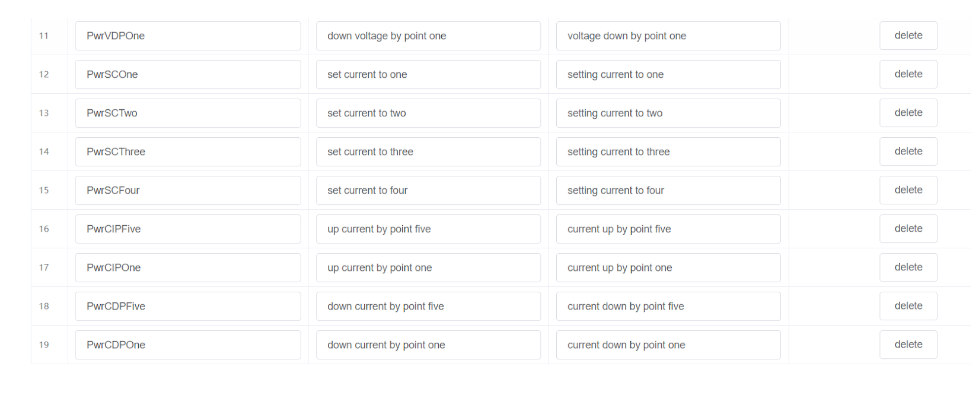 11 PwrVDPOne down voltage by point one voltage down by point one delete
12 PwrSCOne set current to one setting current to one delete
13 PwrSCTwo set current to two setting current to two delete
14 PwrSCThree set current to three setting current to three delete
15 PwrSCFour set current to four setting current to four delete
16 PwrCIPFive up current by point five current up by point five delete
17 PwrCIPOne up current by point one current up by point one delete
18 PwrCDPFive down current by point five current down by point five delete
19 PwrCDPOne down current by point one current down by point one delete